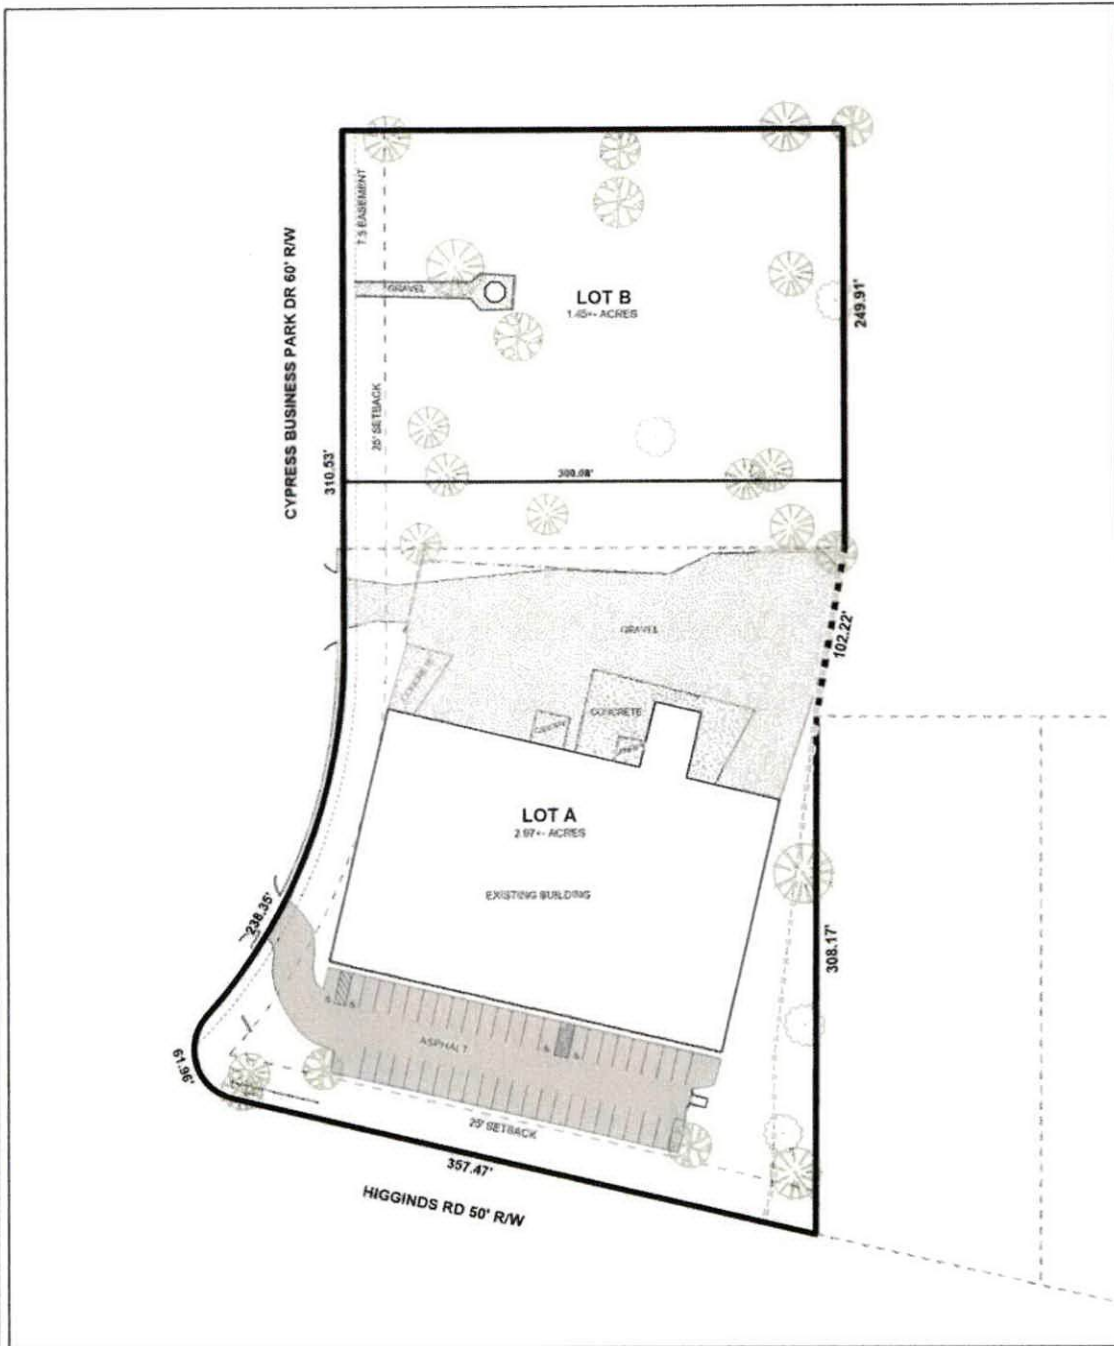 7.5 EASEMENT
CYPRESS BUSINESS PARK DR 60' R/W
GRAVEL
LOT B
1.45+- ACRES
249.91'
25' SETBACK
310.53'
300.08'
GRAVEL
102.22'
CONCRETE
LOT A
2.97+- ACRES
EXISTING BUILDING
238.35'
308.17'
ASPHALT
61.96'
25' SETBACK
357.47'
HIGGINDS RD 50' R/W